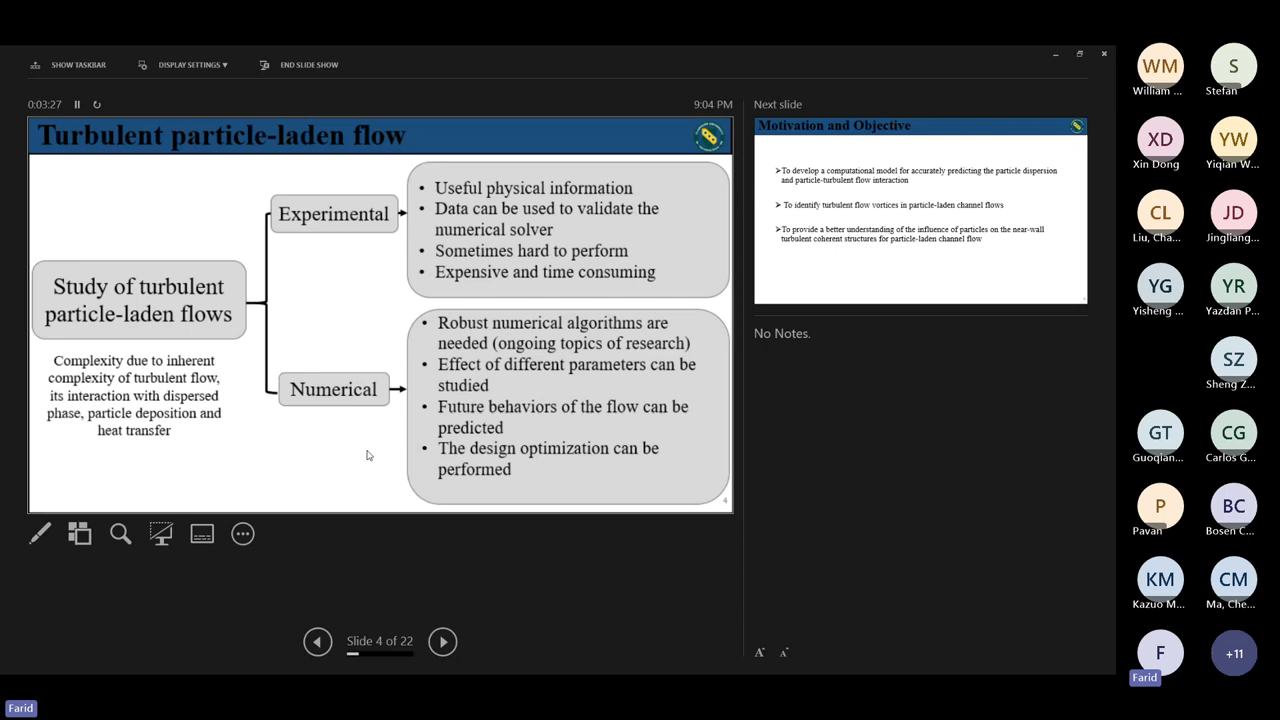 SHOW TASKBAR
DISPLAY SETTINGS ▼
END SLIDE SHOW
0:03:27
9:04 PM
Turbulent particle-laden flow
Study of turbulent
particle-laden flows
Complexity due to inherent
complexity of turbulent flow,
its interaction with dispersed
phase, particle deposition and
heat transfer
Experimental
• Useful physical information
• Data can be used to validate the
numerical solver
• Sometimes hard to perform
• Expensive and time consuming
Numerical
• Robust numerical algorithms are
needed (ongoing topics of research)
• Effect of different parameters can be
studied
• Future behaviors of the flow can be
predicted
• The design optimization can be
performed
4
Slide 4 of 22
Next slide
Motivation and Objective
➢To develop a computational model for accurately predicting the particle dispersion
and particle-turbulent flow interaction
➢ To identify turbulent flow vortices in particle-laden channel flows
➢To provide a better understanding of the influence of particles on the near-wall
turbulent coherent structures for particle-laden channel flow
No Notes.
A A
WM
William ...
S
Stefan
XD
Xin Dong
YW
Yiqian W...
CL
Liu, Cha...
JD
Jingliang...
YG
Yisheng ...
YR
Yazdan P...
SZ
Sheng Z...
GT
Guoqian...
CG
Carlos G...
P
Pavan
BC
Bosen C...
KM
Kazuo M...
CM
Ma, Che...
F
Farid
+11
Farid